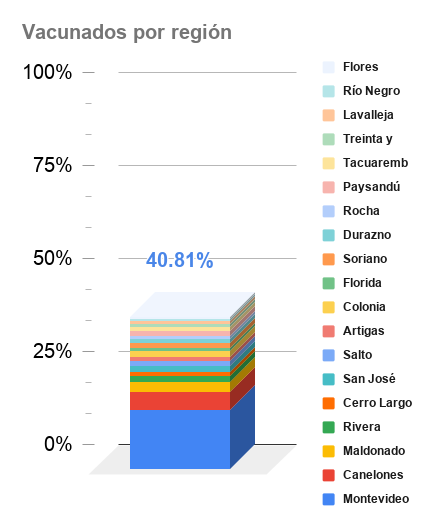 Vacunados por región
100%
75%
50%
25%
0%
40.81%
Flores
Río Negro
Lavalleja
Treinta y
Tacuaremb
Paysandú
Rocha
Durazno
Soriano
Florida
Colonia
Artigas
Salto
San José
Cerro Largo
Rivera
Maldonado
Canelones
Montevideo